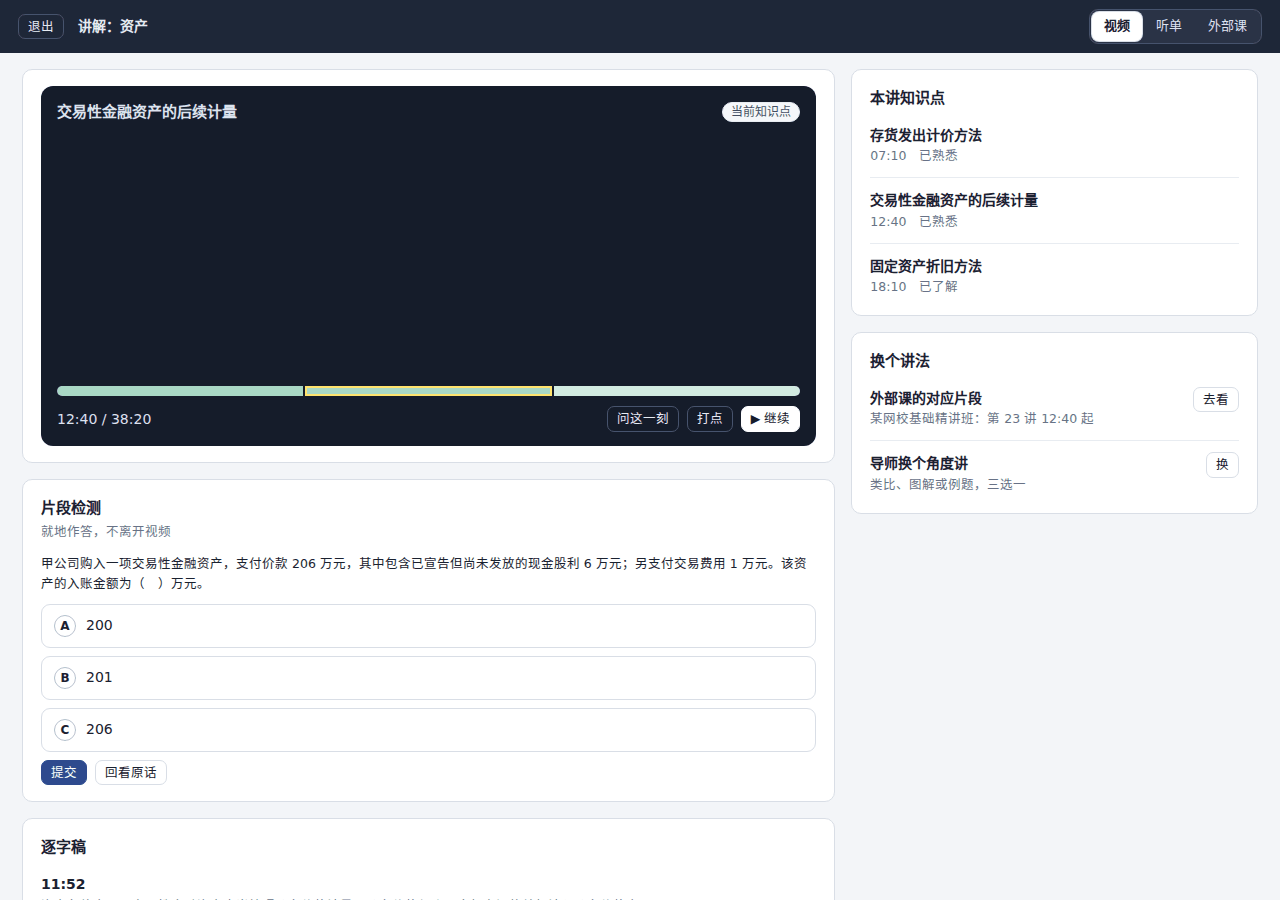 退出
讲解：资产
视频
听单
外部课
交易性金融资产的后续计量
当前知识点
12:40 / 38:20
问这一刻
打点
▶ 继续
片段检测
就地作答，不离开视频
甲公司购入一项交易性金融资产，支付价款 206 万元，其中包含已宣告但尚未发放的现金股利 6 万元；另支付交易费用 1 万元。该资
产的入账金额为（　）万元。
A 200
B 201
C 206
提交
回看原话
逐字稿
11:52
本讲知识点
存货发出计价方法
07:10 已熟悉
交易性金融资产的后续计量
12:40 已熟悉
固定资产折旧方法
18:10 已了解
换个讲法
外部课的对应片段
去看
某网校基础精讲班：第 23 讲 12:40 起
导师换个角度讲
换
类比、图解或例题，三选一